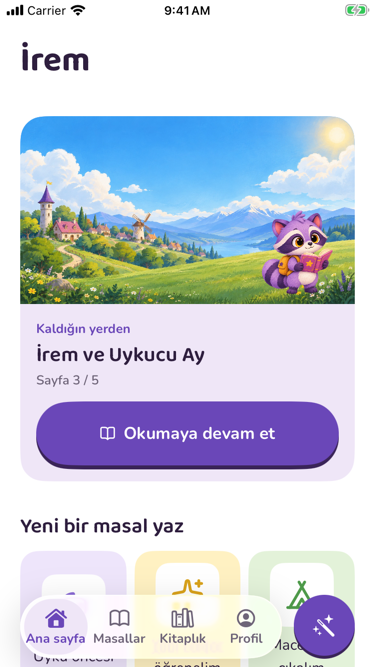 Carrier
9:41 AM
İrem
Kaldığın yerden
İrem ve Uykucu Ay
Sayfa 3 / 5
Okumaya devam et
Yeni bir masal yaz
Ana sayfa
Masallar
Kitaplık
Profil